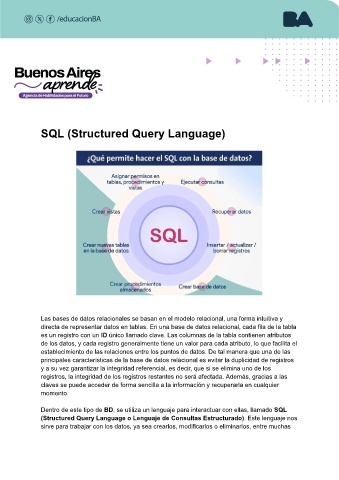 /educacionBA
BA
Buenos Aires
aprende
Agencia de Habilidades para el Futuro
SQL (Structured Query Language)
¿Qué permite hacer el SQL con la base de datos?
Asignar permisos en
tablas, procedimientos y
vistas
Ejecutar consultas
Crear vistas
Recuperar datos
SQL
Crear nuevas tablas
en la base de datos
Insertar / actualizar /
borrar registros
Crear procedimientos
almacenados
Crear base de datos
Las bases de datos relacionales se basan en el modelo relacional, una forma intuitiva y
directa de representar datos en tablas. En una base de datos relacional, cada fila de la tabla
es un registro con un ID único llamado clave. Las columnas de la tabla contienen atributos
de los datos, y cada registro generalmente tiene un valor para cada atributo, lo que facilita el
establecimiento de las relaciones entre los puntos de datos. De tal manera que una de las
principales características de la base de datos relacional es evitar la duplicidad de registros
y a su vez garantizar la integridad referencial, es decir, que si se elimina uno de los
registros, la integridad de los registros restantes no será afectada. Además, gracias a las
claves se puede acceder de forma sencilla a la información y recuperarla en cualquier
momento.
Dentro de este tipo de BD, se utiliza un lenguaje para interactuar con ellas, llamado SQL
(Structured Query Language o Lenguaje de Consultas Estructurado). Este lenguaje nos
sirve para trabajar con los datos, ya sea crearlos, modificarlos o eliminarlos, entre muchas